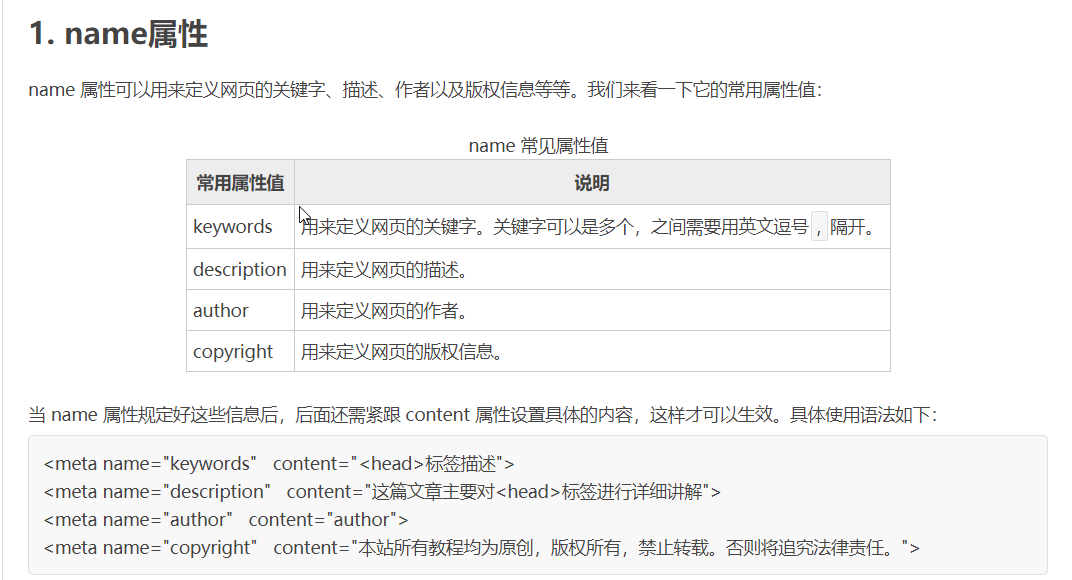 1. name属性
name 属性可以用来定义网页的关键字、描述、作者以及版权信息等等。我们来看一下它的常用属性值：
name 常见属性值
常用属性值 说明
keywords 用来定义网页的关键字。关键字可以是多个，之间需要用英文逗号 , 隔开。
description 用来定义网页的描述。
author 用来定义网页的作者。
copyright 用来定义网页的版权信息。
当 name 属性规定好这些信息后，后面还需紧跟 content 属性设置具体的内容，这样才可以生效。具体使用语法如下：
<meta name="keywords"   content="<head>标签描述">
<meta name="description"   content="这篇文章主要对<head>标签进行详细讲解">
<meta name="author"   content="author">
<meta name="copyright"   content="本站所有教程均为原创，版权所有，禁止转载。否则将追究法律责任。">